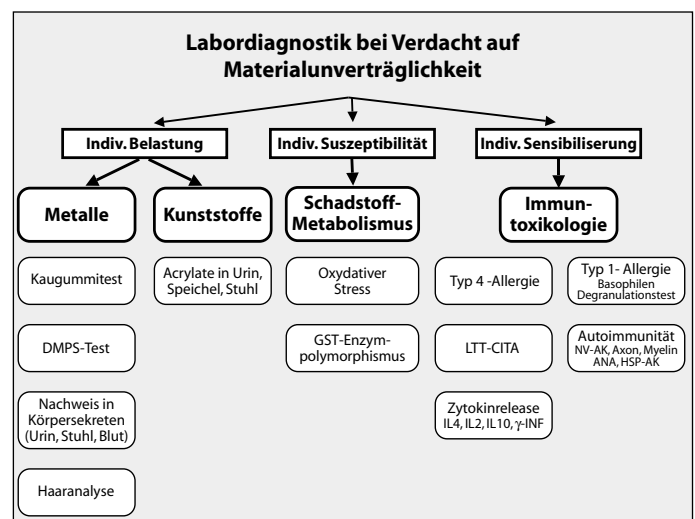 Labordiagnostik bei Verdacht auf
Materialunverträglichkeit
Indiv. Belastung
Indiv. Suszeptibilität
Indiv. Sensibiliserung
Metalle
Kunststoffe
Schadstoff-
Metabolismus
Immun-
toxikologie
Kaugummitest
Acrylate in Urin,
Speichel, Stuhl
Oxydativer
Stress
Typ 4 -Allergie
Typ 1- Allergie
Basophilen
Degranulationstest
DMPS-Test
GST-Enzym-
polymorphismus
LTT-CITA
Autoimmunität
NV-AK, Axon, Myelin
ANA, HSP-AK
Nachweis in
Körpersekreten
(Urin, Stuhl, Blut)
Zytokinrelease
IL4, IL2, IL10, γ-INF
Haaranalyse